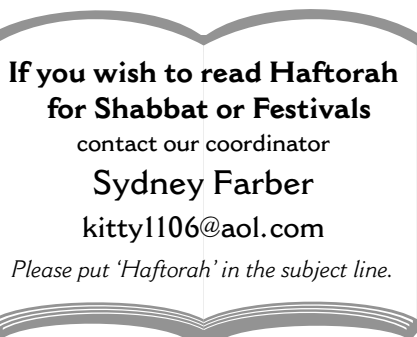 If you wish to read Haftorah
for Shabbat or Festivals
contact our coordinator
Sydney Farber
kitty1106@aol.com
Please put ‘Haftorah’ in the subject line.